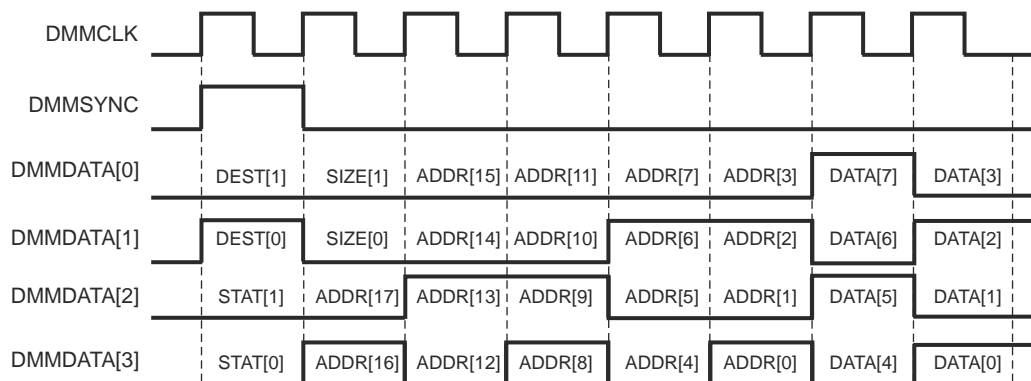 DMMCLK
DMMSYNC
DMMDATA[0] DEST[1] SIZE[1] ADDR[15] ADDR[11] ADDR[7] ADDR[3] DATA[7] DATA[3]
DMMDATA[1] DEST[0] SIZE[0] ADDR[14] ADDR[10] ADDR[6] ADDR[2] DATA[6] DATA[2]
DMMDATA[2] STAT[1] ADDR[17] ADDR[13] ADDR[9] ADDR[5] ADDR[1] DATA[5] DATA[1]
DMMDATA[3] STAT[0] ADDR[16] ADDR[12] ADDR[8] ADDR[4] ADDR[0] DATA[4] DATA[0]